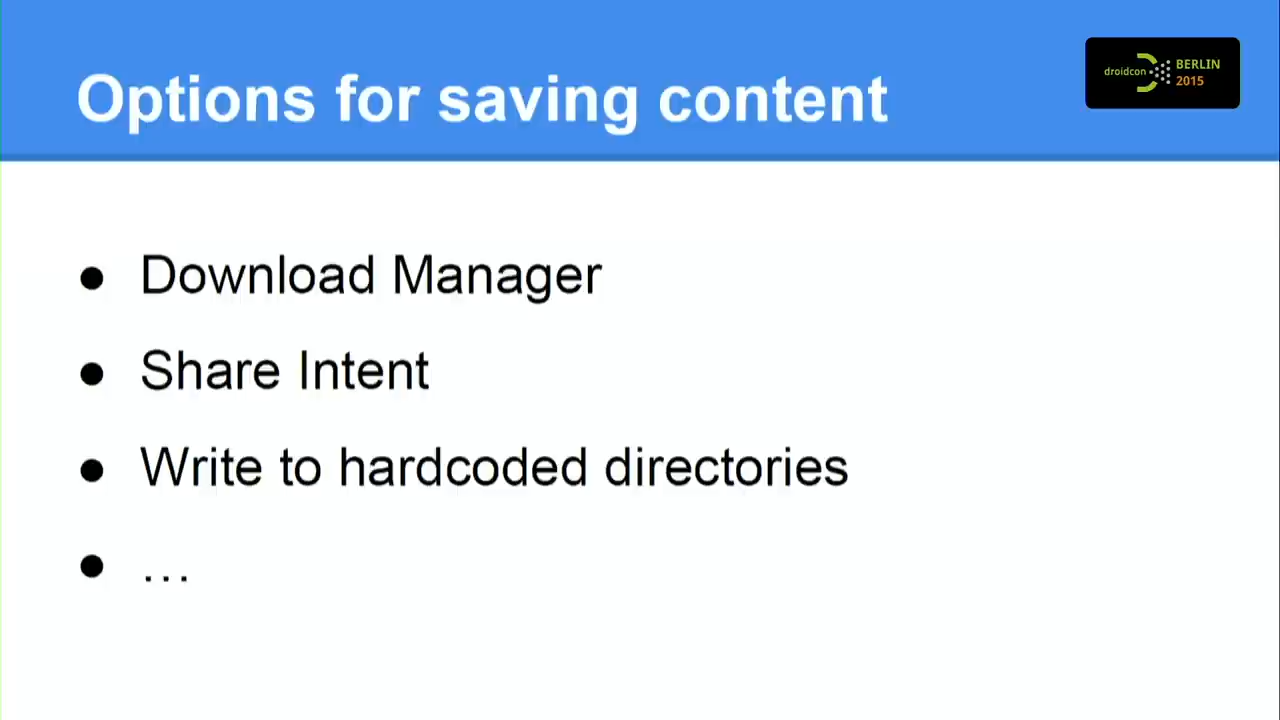 Options for saving content
droidcon
BERLIN
2015
● Download Manager
● Share Intent
● Write to hardcoded directories
● …